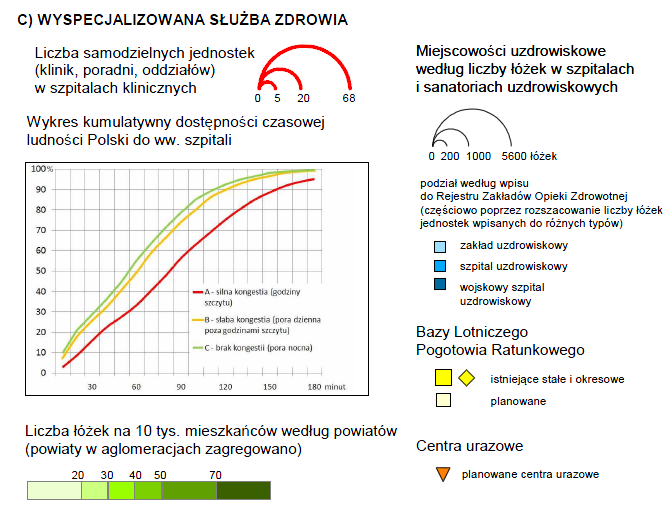 C) WYSPECJALIZOWANA SŁUŻBA ZDROWIA
Liczba samodzielnych jednostek
(klinik, poradni, oddziałów)
w szpitalach klinicznych
0 5 20 68
Wykres kumulatywny dostępności czasowej
ludności Polski do ww. szpitali
100%
90
80
70
60
50
40
30
20
10
0
30 60 90 120 150 180 minut
A - silna kongestia (godziny
szczytu)
B - słaba kongestia (pora dzienna
poza godzinami szczytu)
C - brak kongestii (pora nocna)
Liczba łóżek na 10 tys. mieszkańców według powiatów
(powiaty w aglomeracjach zagregowano)
20 30 40 50 70
Miejscowości uzdrowiskowe
według liczby łóżek w szpitalach
i sanatoriach uzdrowiskowych
0 200 1000 5600 łóżek
podział według wpisu
do Rejestru Zakładów Opieki Zdrowotnej
(częściowo poprzez rozszacowanie liczby łóżek
jednostek wpisanych do różnych typów)
zakład uzdrowiskowy
szpital uzdrowiskowy
wojskowy szpital
uzdrowiskowy
Bazy Lotniczego
Pogotowia Ratunkowego
istniejące stałe i okresowe
planowane
Centra urazowe
planowane centra urazowe